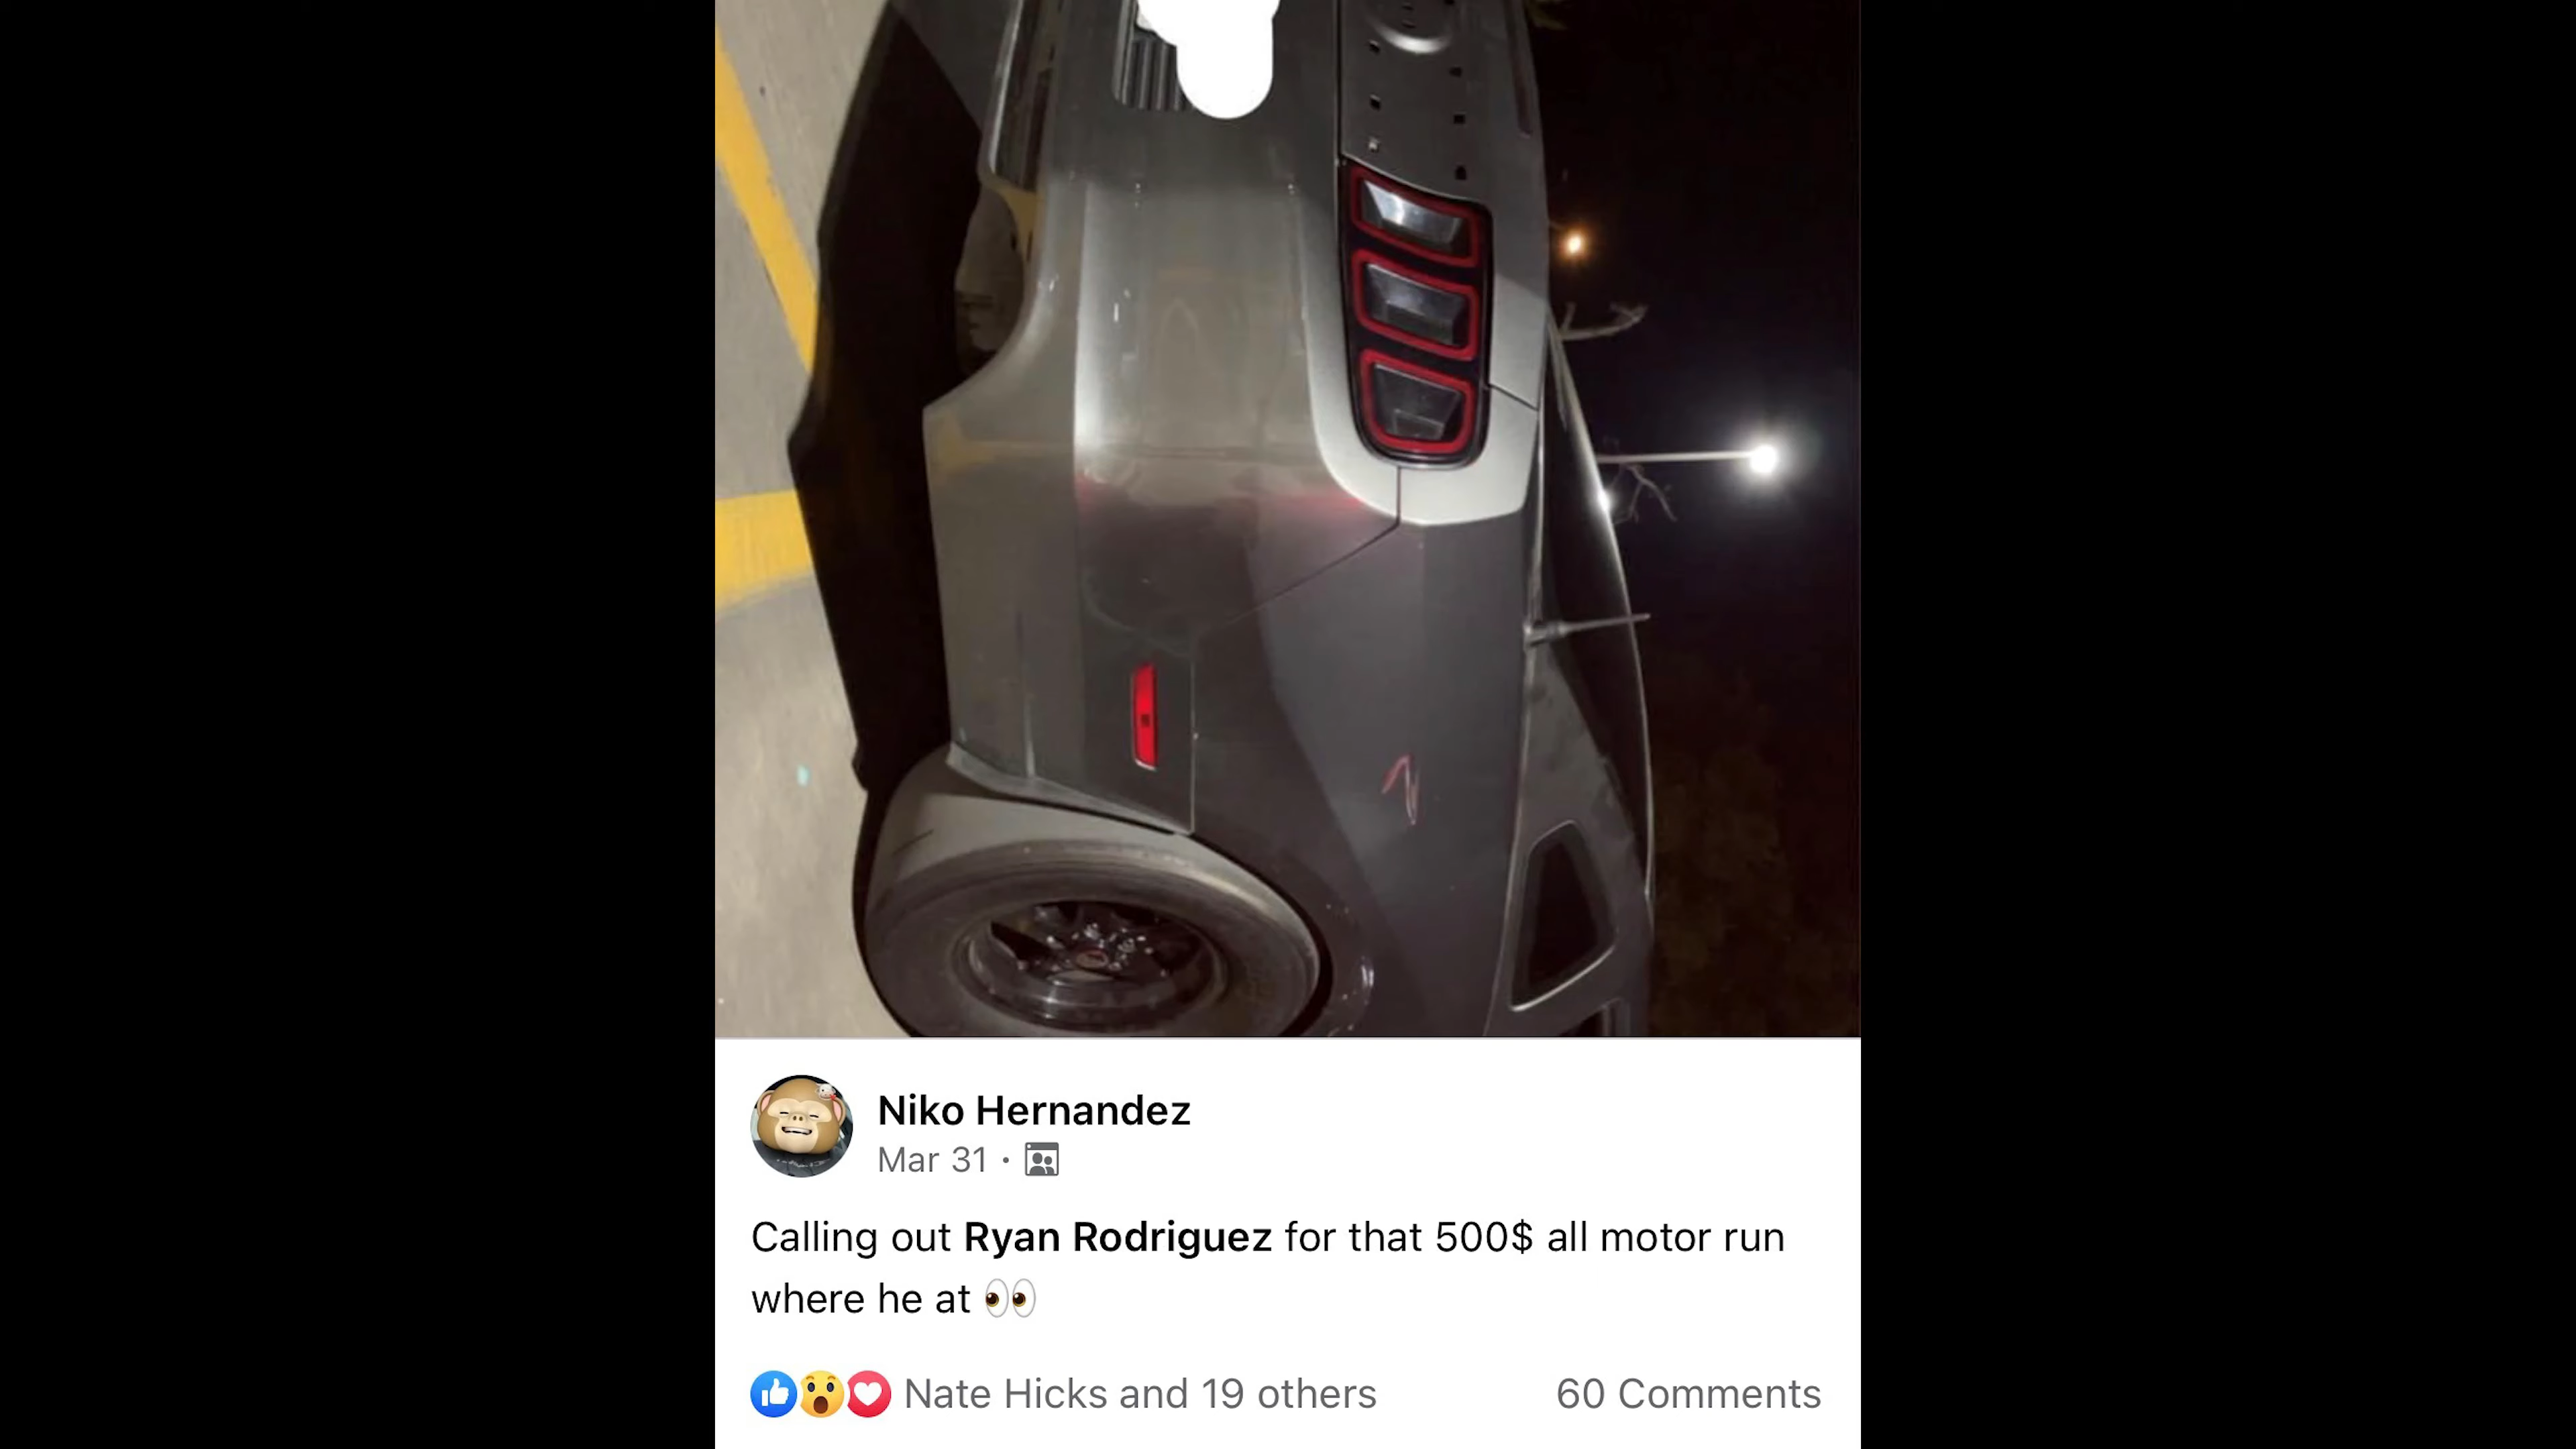 Niko Hernandez
Mar 31 ·
Calling out Ryan Rodriguez for that 500$ all motor run
where he at 👀
Nate Hicks and 19 others
60 Comments